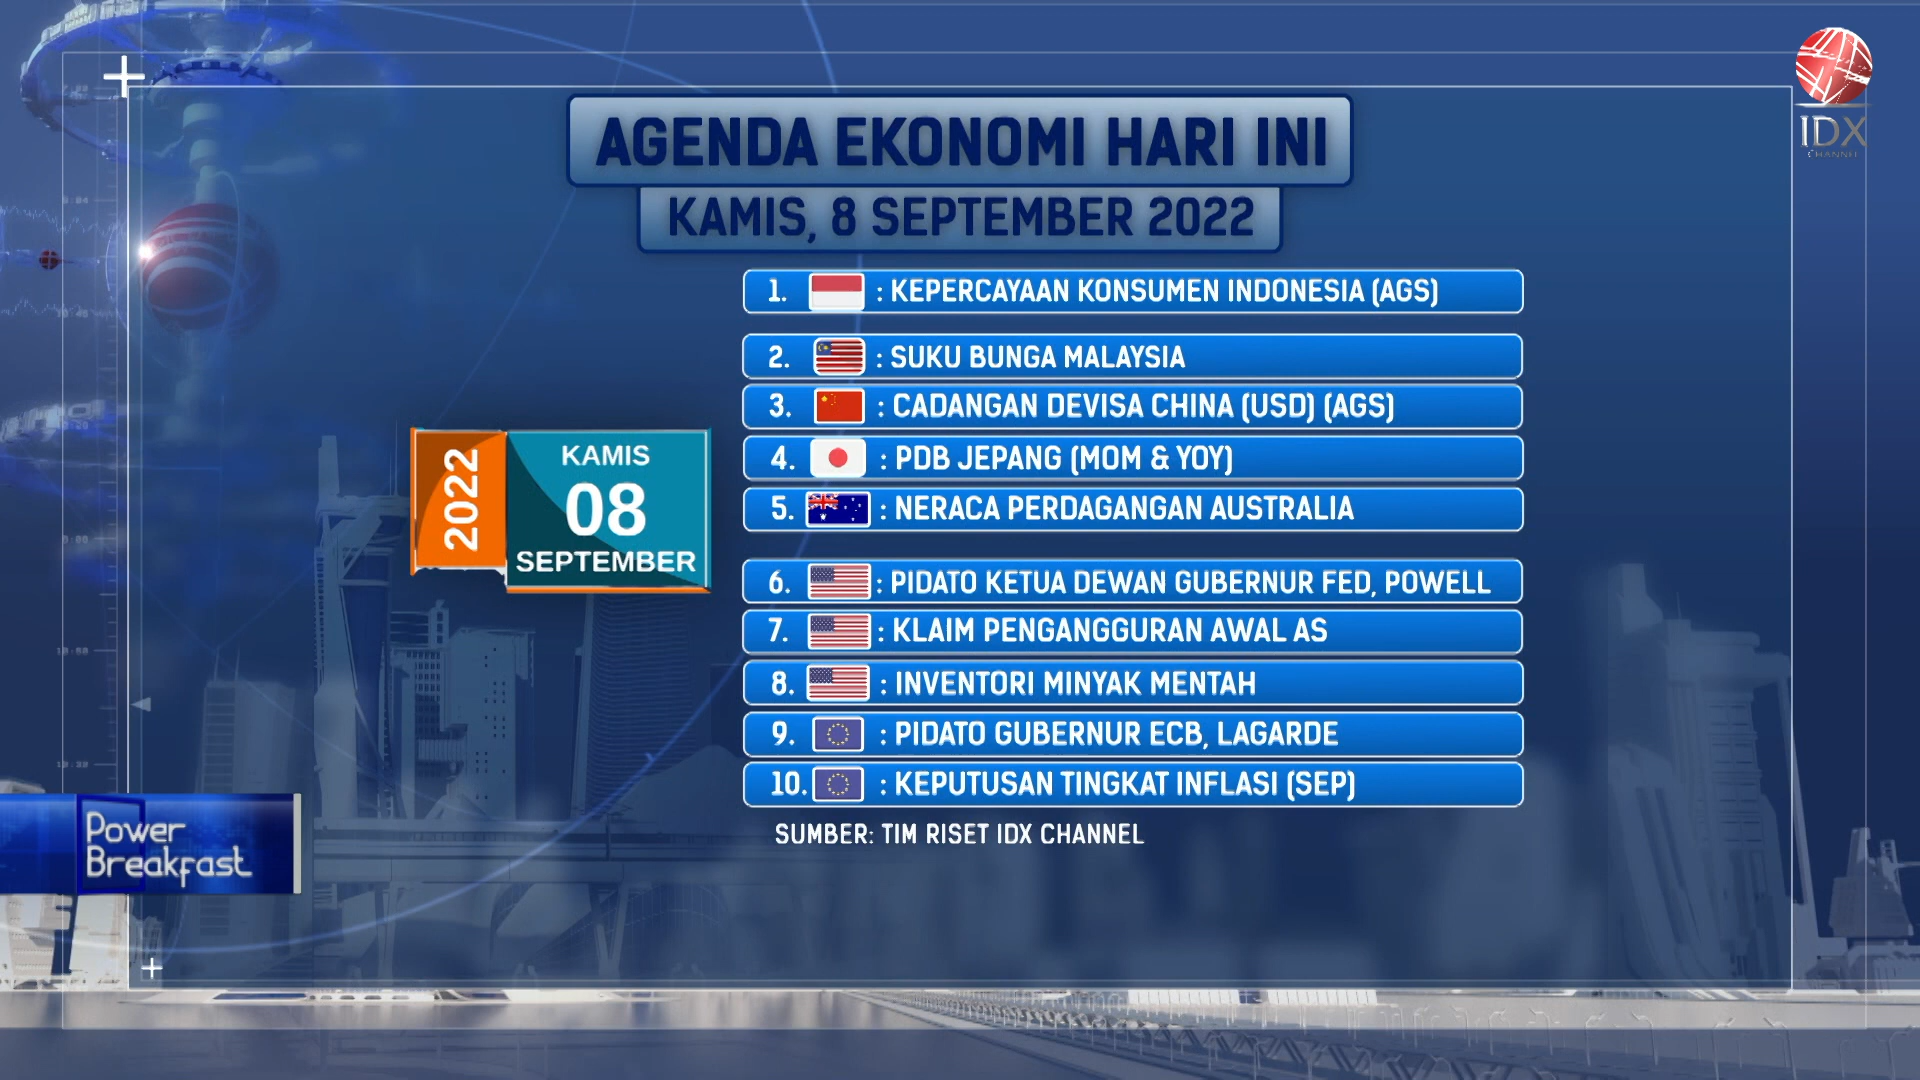 IDX
CHANNEL
AGENDA EKONOMI HARI INI
KAMIS, 8 SEPTEMBER 2022
2022
KAMIS
08
SEPTEMBER
1. : KEPERCAYAAN KONSUMEN INDONESIA (AGS)
2. : SUKU BUNGA MALAYSIA
3. : CADANGAN DEVISA CHINA (USD) (AGS)
4. : PDB JEPANG (MOM & YOY)
5. : NERACA PERDAGANGAN AUSTRALIA
6. : PIDATO KETUA DEWAN GUBERNUR FED, POWELL
7. : KLAIM PENGANGGURAN AWAL AS
8. : INVENTORI MINYAK MENTAH
9. : PIDATO GUBERNUR ECB, LAGARDE
10. : KEPUTUSAN TINGKAT INFLASI (SEP)
SUMBER: TIM RISET IDX CHANNEL
Power
Breakfast